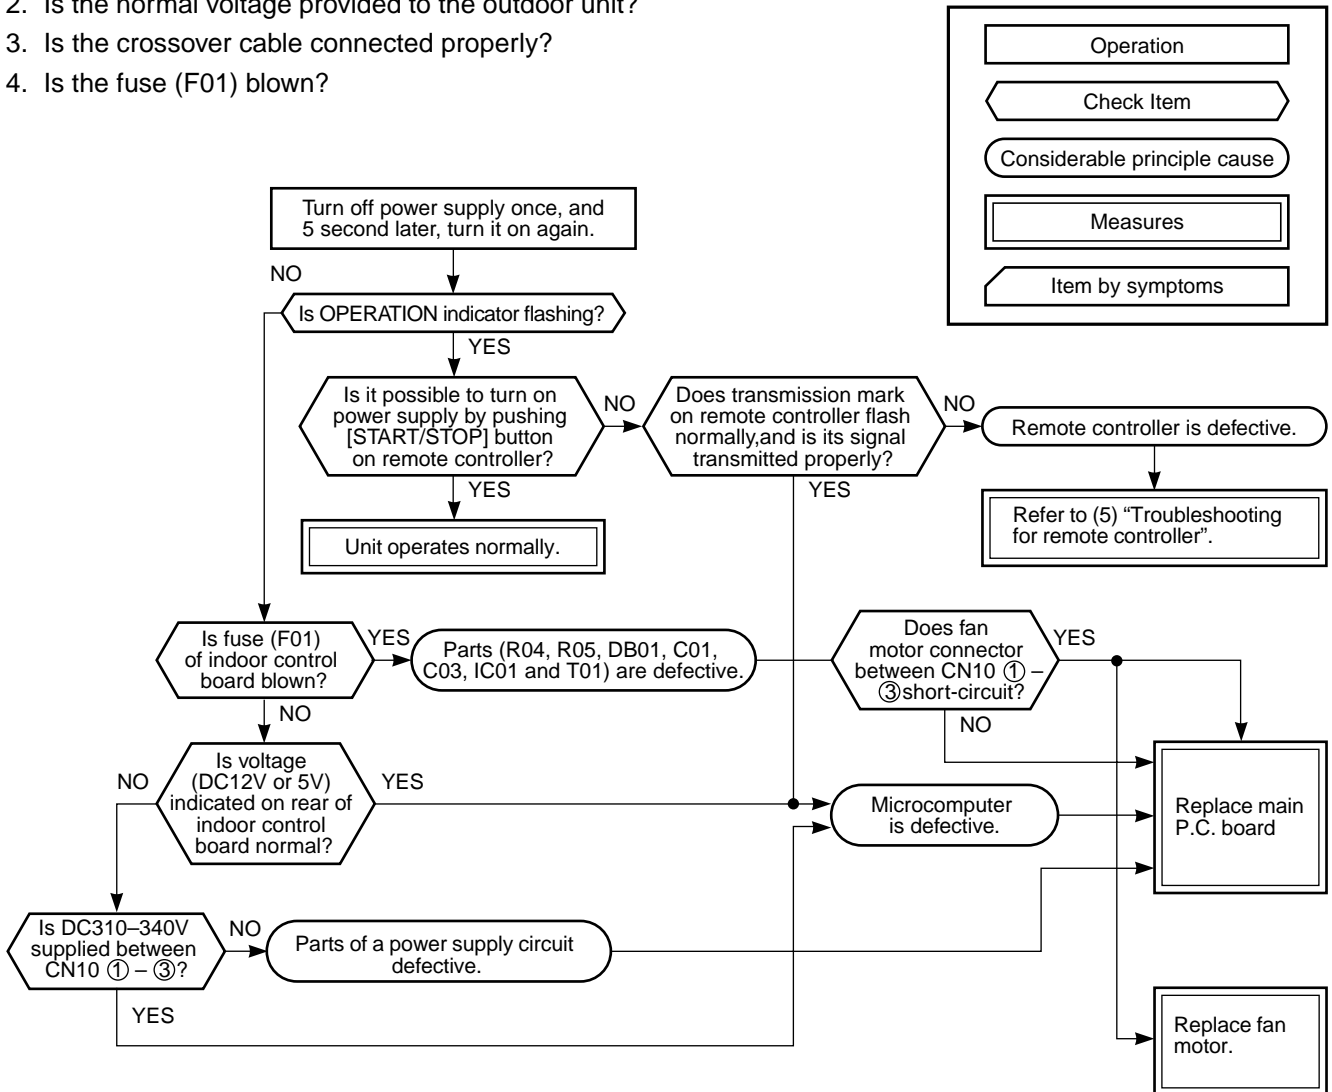 2. Is the normal voltage provided to the outdoor unit?
3. Is the crossover cable connected properly?
4. Is the fuse (F01) blown?
Operation
Check Item
Considerable principle cause
Measures
Item by symptoms
Turn off power supply once, and
5 second later, turn it on again.
NO
Is OPERATION indicator flashing?
YES
Is it possible to turn on
power supply by pushing
[START/STOP] button
on remote controller?
NO
Does transmission mark
on remote controller flash
normally,and is its signal
transmitted properly?
NO
Remote controller is defective.
YES
YES
Unit operates normally.
Refer to (5) “Troubleshooting
for remote controller”.
Is fuse (F01)
of indoor control
board blown?
YES
Parts (R04, R05, DB01, C01,
C03, IC01 and T01) are defective.
Does fan
motor connector
between CN10 ① –
③short-circuit?
YES
NO
NO
Is voltage
(DC12V or 5V)
indicated on rear of
indoor control
board normal?
NO
YES
Microcomputer
is defective.
Replace main
P.C. board
Is DC310–340V
supplied between
CN10 ① – ③?
NO
Parts of a power supply circuit
defective.
YES
Replace fan
motor.